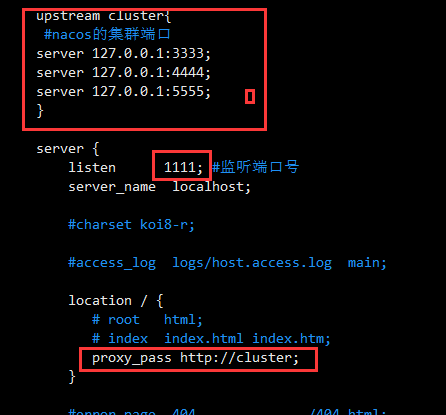 upstream cluster{
#nacos的集群端口
server 127.0.0.1:3333;
server 127.0.0.1:4444;
server 127.0.0.1:5555;
}
server {
listen 1111; #监听端口号
server_name localhost;
#charset koi8-r;
#access_log logs/host.access.log main;
location / {
# root html;
# index index.html index.htm;
proxy_pass http://cluster;
}
#error_page 404 /404.html;